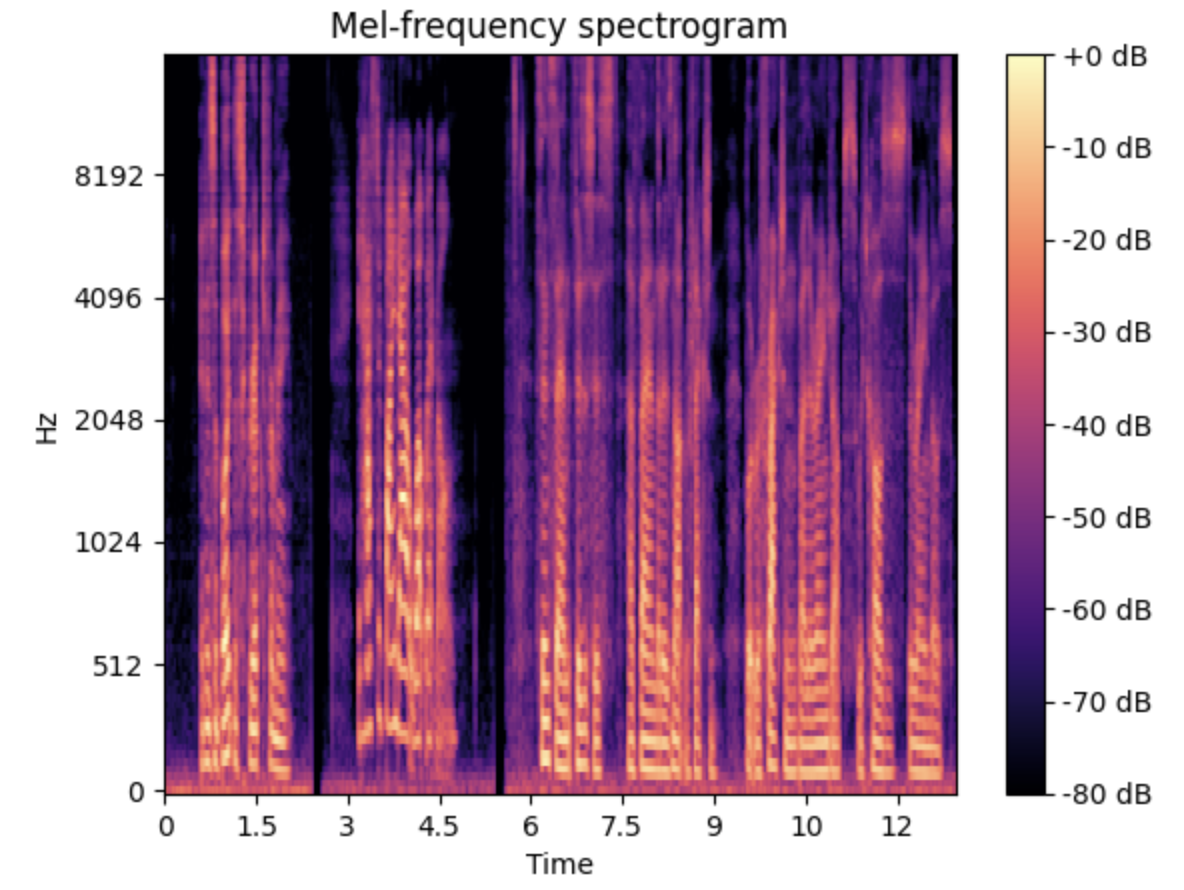 Mel-frequency spectrogram
+0 dB
-10 dB
-20 dB
-30 dB
-40 dB
-50 dB
-60 dB
-70 dB
-80 dB
8192
4096
2048
1024
512
0
Hz
0 1.5 3 4.5 6 7.5 9 10 12
Time